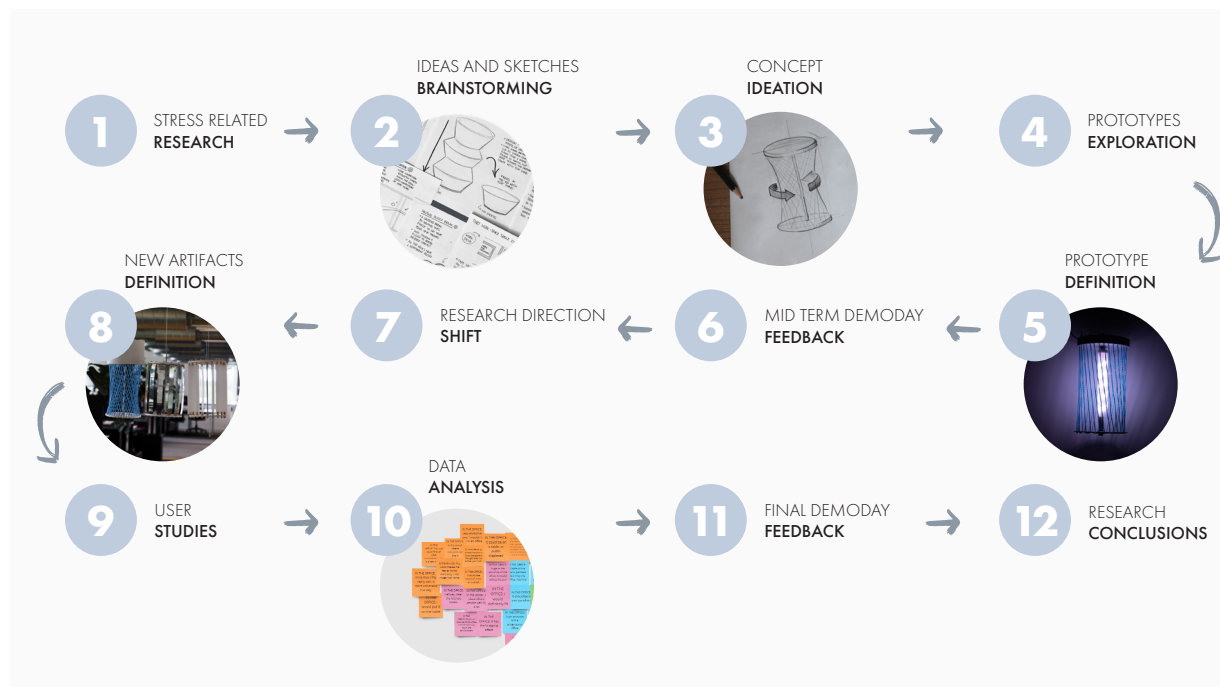 1
STRESS RELATED
RESEARCH
2
IDEAS AND SKETCHES
BRAINSTORMING
3
CONCEPT
IDEATION
4
PROTOTYPES
EXPLORATION
5
PROTOTYPE
DEFINITION
6
MID TERM DEMODAY
FEEDBACK
7
RESEARCH DIRECTION
SHIFT
8
NEW ARTIFACTS
DEFINITION
9
USER
STUDIES
10
DATA
ANALYSIS
11
FINAL DEMODAY
FEEDBACK
12
RESEARCH
CONCLUSIONS